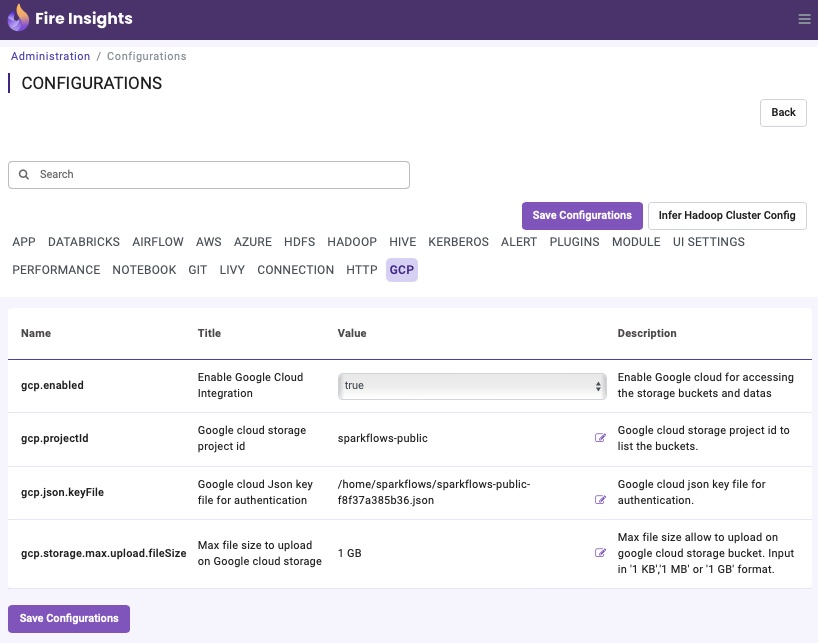 Fire Insights
Administration / Configurations
CONFIGURATIONS
Back
Search
Save Configurations Infer Hadoop Cluster Config
APP DATABRICKS AIRFLOW AWS AZURE HDFS HADOOP HIVE KERBEROS ALERT PLUGINS MODULE UI SETTINGS
PERFORMANCE NOTEBOOK GIT LIVY CONNECTION HTTP GCP
Name Title Value Description
gcp.enabled
Enable Google Cloud
Integration
true
Enable Google cloud for accessing
the storage buckets and datas
gcp.projectId
Google cloud storage
project id
sparkflows-public
Google cloud storage project id to
list the buckets.
gcp.json.keyFile
Google cloud Json key
file for authentication
/home/sparkflows/sparkflows-public-
f8f37a385b36.json
Google cloud json key file for
authentication.
gcp.storage.max.upload.fileSize
Max file size to upload
on Google cloud storage
1 GB
Max file size allow to upload on
google cloud storage bucket. Input
in '1 KB','1 MB' or '1 GB' format.
Save Configurations